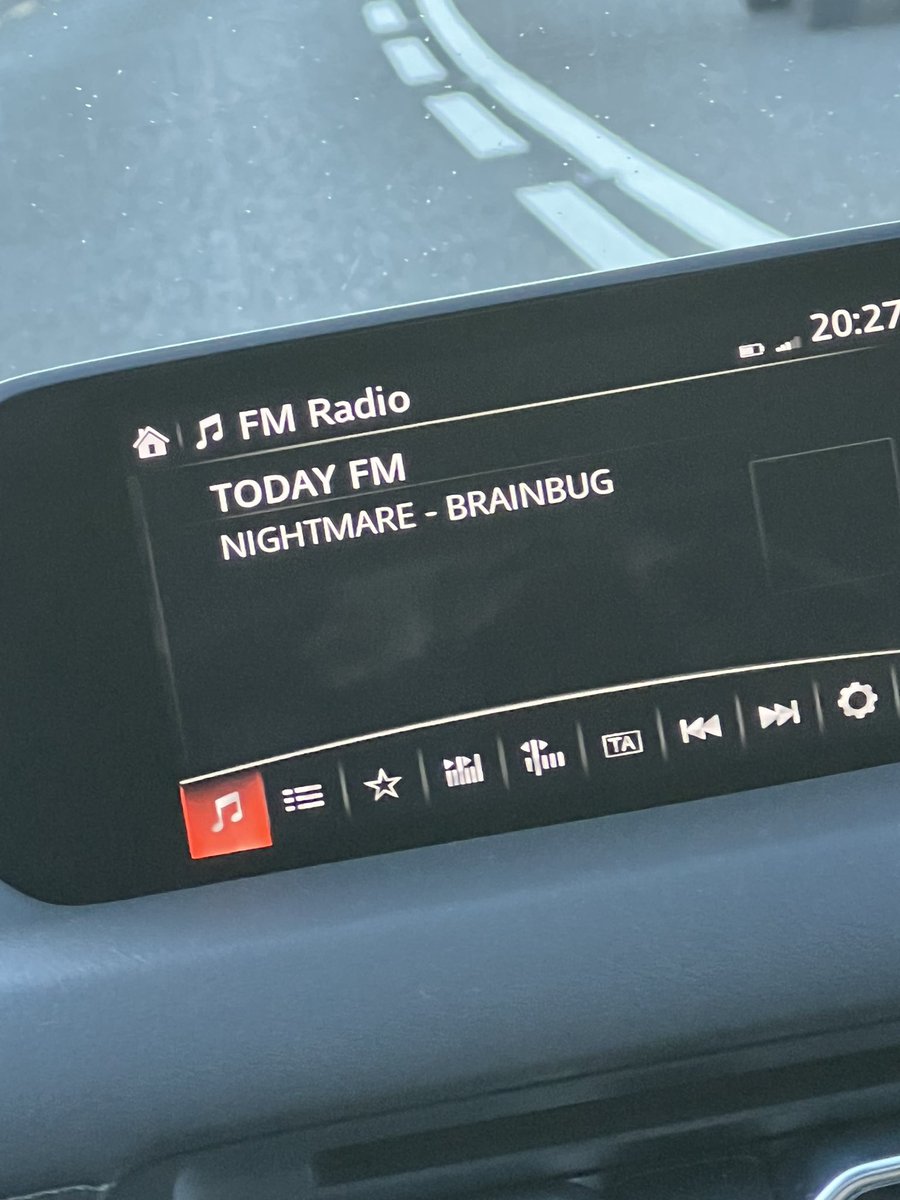 20:27
FM Radio
TODAY FM
NIGHTMARE - BRAINBUG
TA